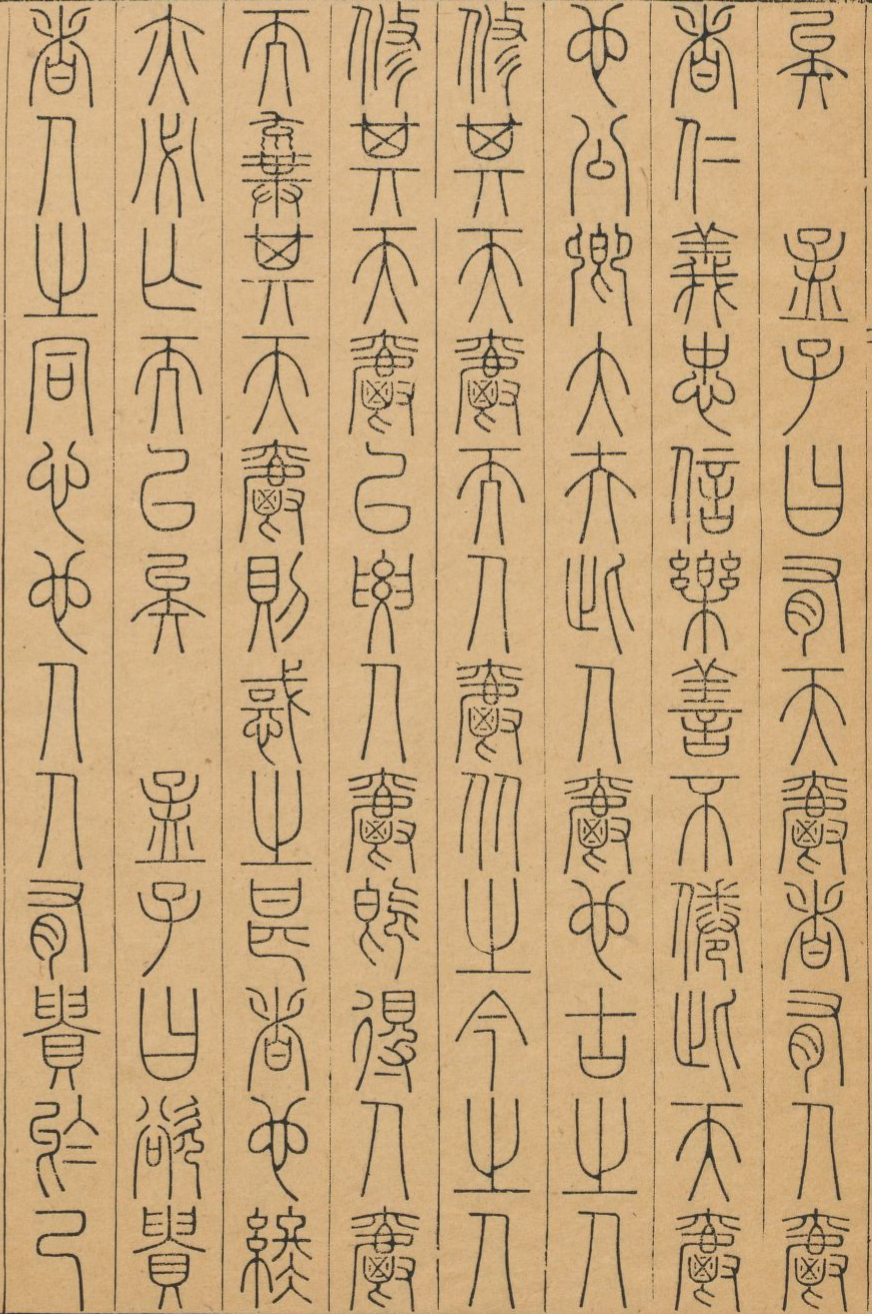 矣　孟子曰有天爵者有人爵
者仁義忠信樂善不倦此天爵
也公卿大夫此人爵也古之人
修其天爵而人爵从之今之人
修其天爵以要人爵既得人爵
而棄其天爵則惑之甚者也終
亦必亡而已矣　孟子曰欲貴
者人之同心也人人有貴於己